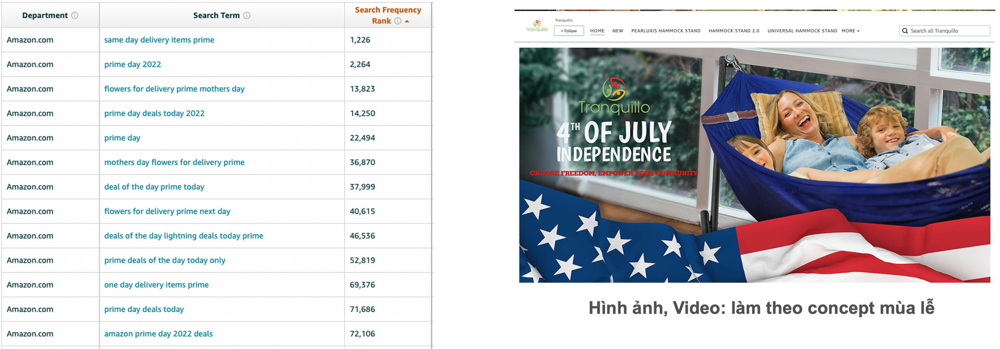 Department Search Term Search Frequency
Rank
Amazon.com same day delivery items prime 1,226
Amazon.com prime day 2022 2,264
Amazon.com flowers for delivery prime mothers day 13,823
Amazon.com prime day deals today 2022 14,250
Amazon.com prime day 22,494
Amazon.com mothers day flowers for delivery prime 36,870
Amazon.com deal of the day prime today 37,999
Amazon.com flowers for delivery prime next day 40,615
Amazon.com deals of the day lightning deals today prime 46,536
Amazon.com prime deals of the day today only 52,819
Amazon.com one day delivery items prime 69,376
Amazon.com prime day deals today 71,686
Amazon.com amazon prime day 2022 deals 72,106
Tranquillo
Tranquillo
+ Follow HOME NEW PEARLUXIS HAMMOCK STAND HAMMOCK STAND 2.0 UNIVERSAL HAMMOCK STAND MORE Search all Tranquillo
Tranquillo
4TH OF JULY
INDEPENDENCE
CHOOSE FREEDOM, EMPOWER YOUR COMMUNITY
Hình ảnh, Video: làm theo concept mùa lễ